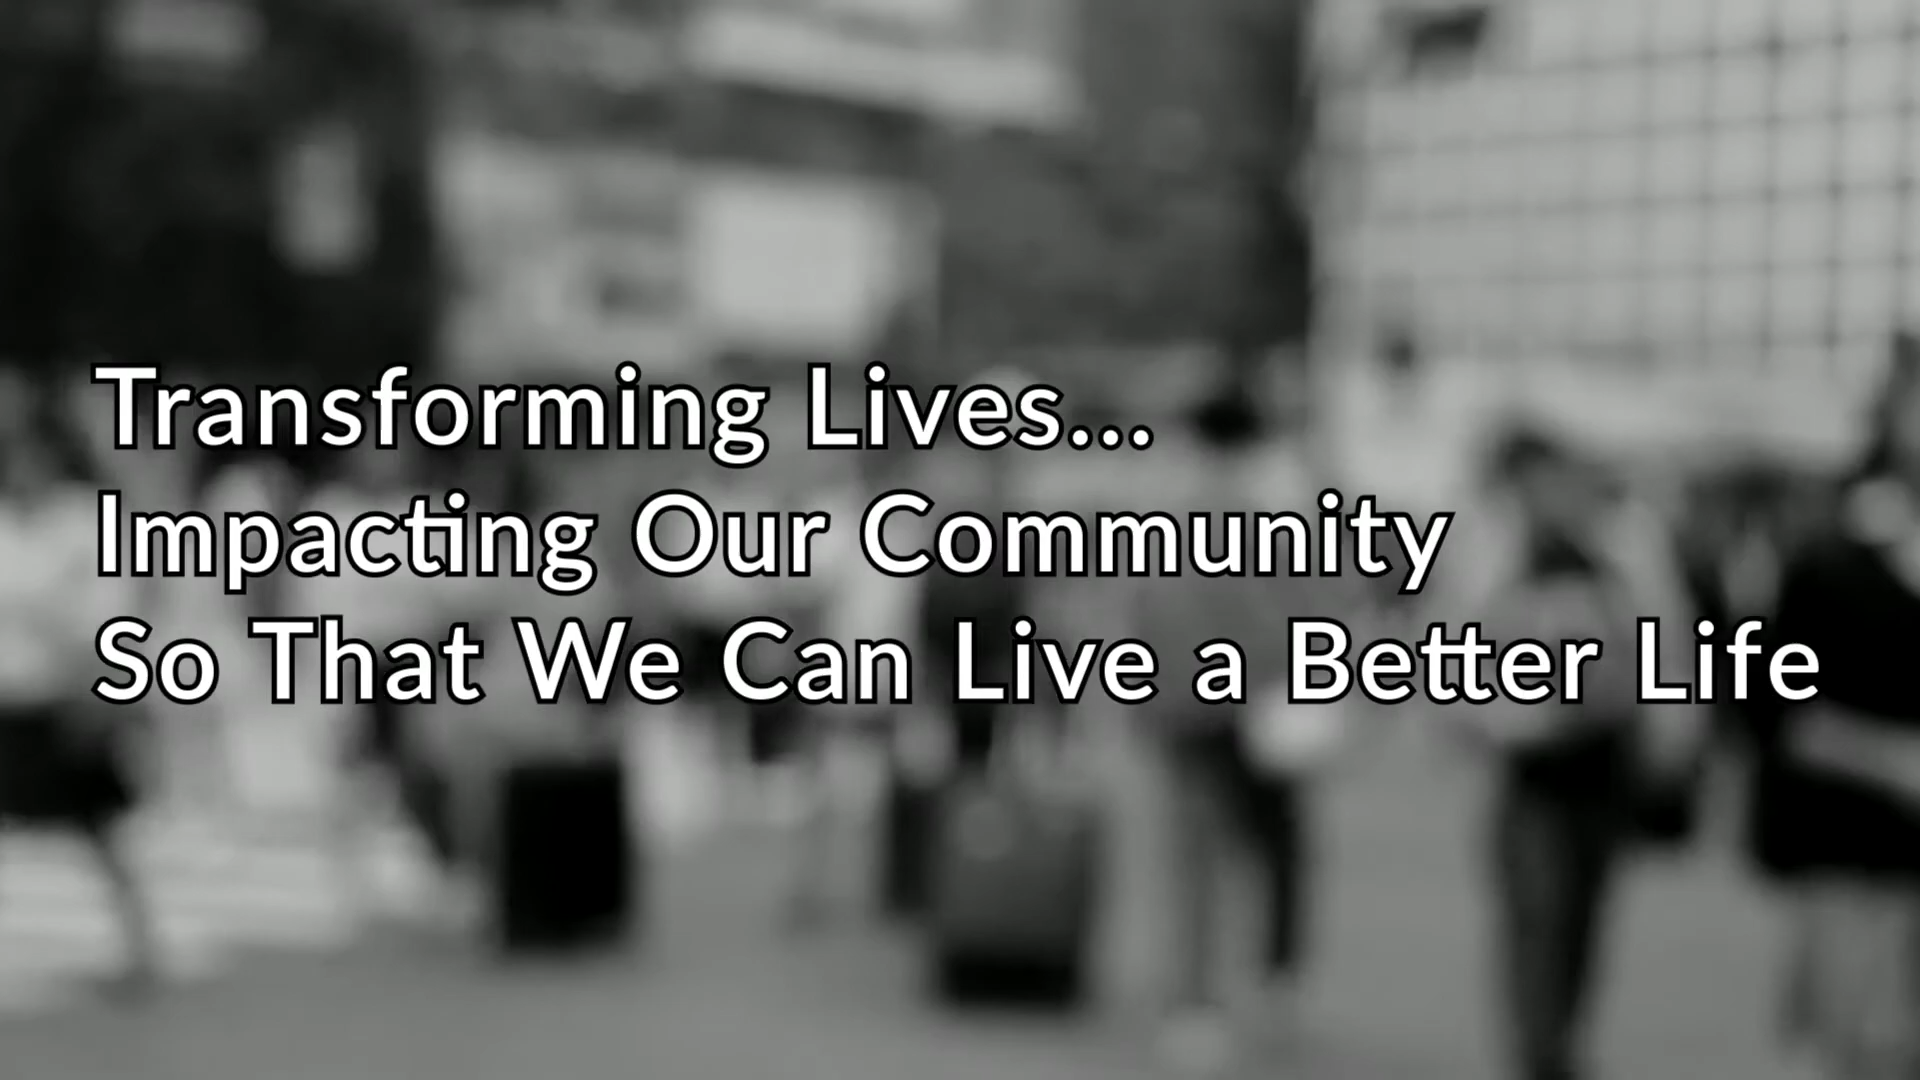 Transforming Lives...
Impacting Our Community
So That We Can Live a Better Life